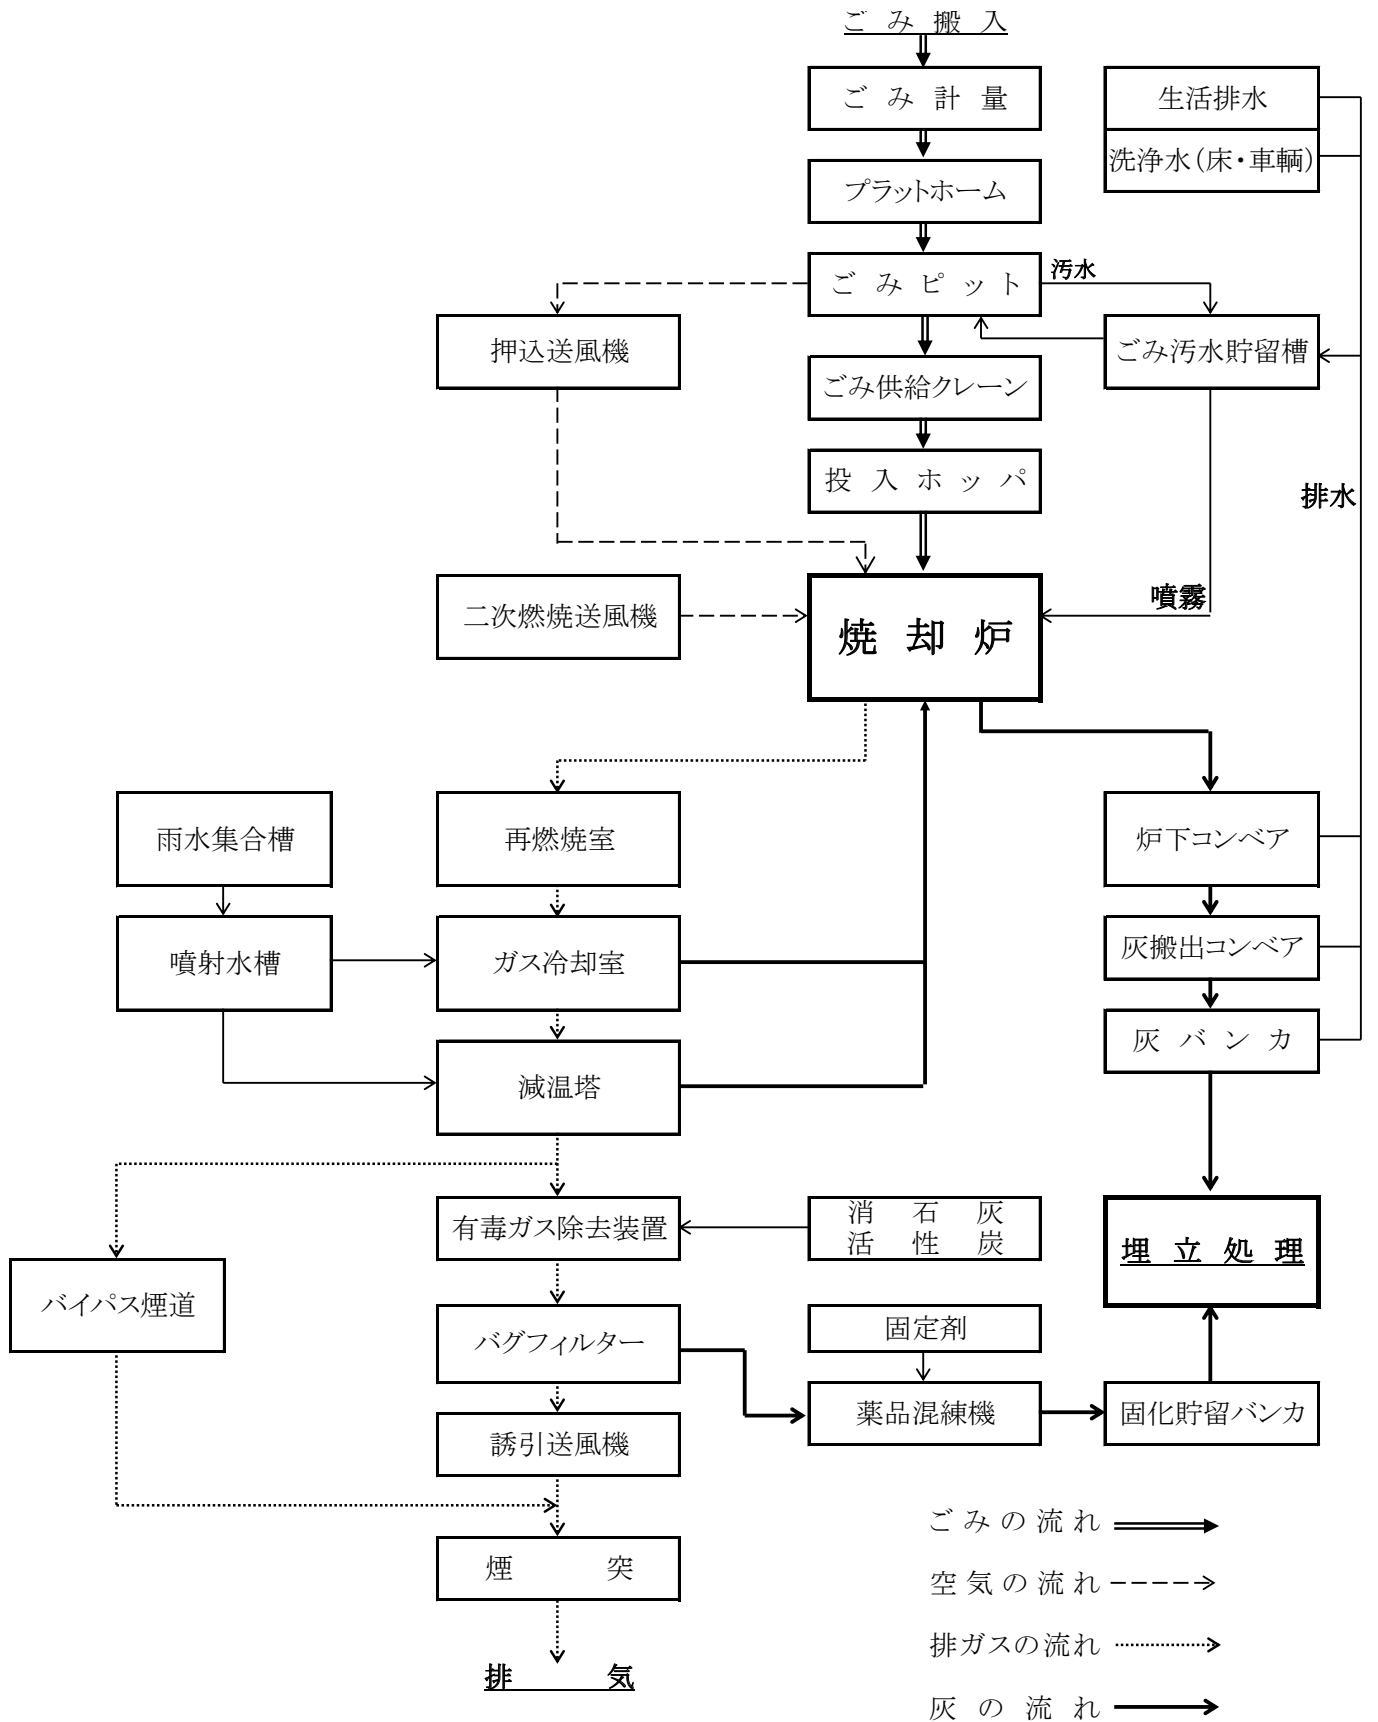 ごみ搬入
ごみ計量
生活排水
洗浄水(床・車輌)
プラットホーム
ごみピット
汚水
押込送風機
ごみ汚水貯留槽
ごみ供給クレーン
投入ホッパ
排水
二次燃焼送風機
噴霧
焼却炉
雨水集合槽
再燃焼室
炉下コンベア
噴射水槽
ガス冷却室
灰搬出コンベア
灰バンカ
減温塔
有毒ガス除去装置
消石灰
活性炭
埋立処理
バイパス煙道
バグフィルター
固定剤
薬品混練機
固化貯留バンカ
誘引送風機
煙突
排気
ごみの流れ
空気の流れ
排ガスの流れ
灰の流れ